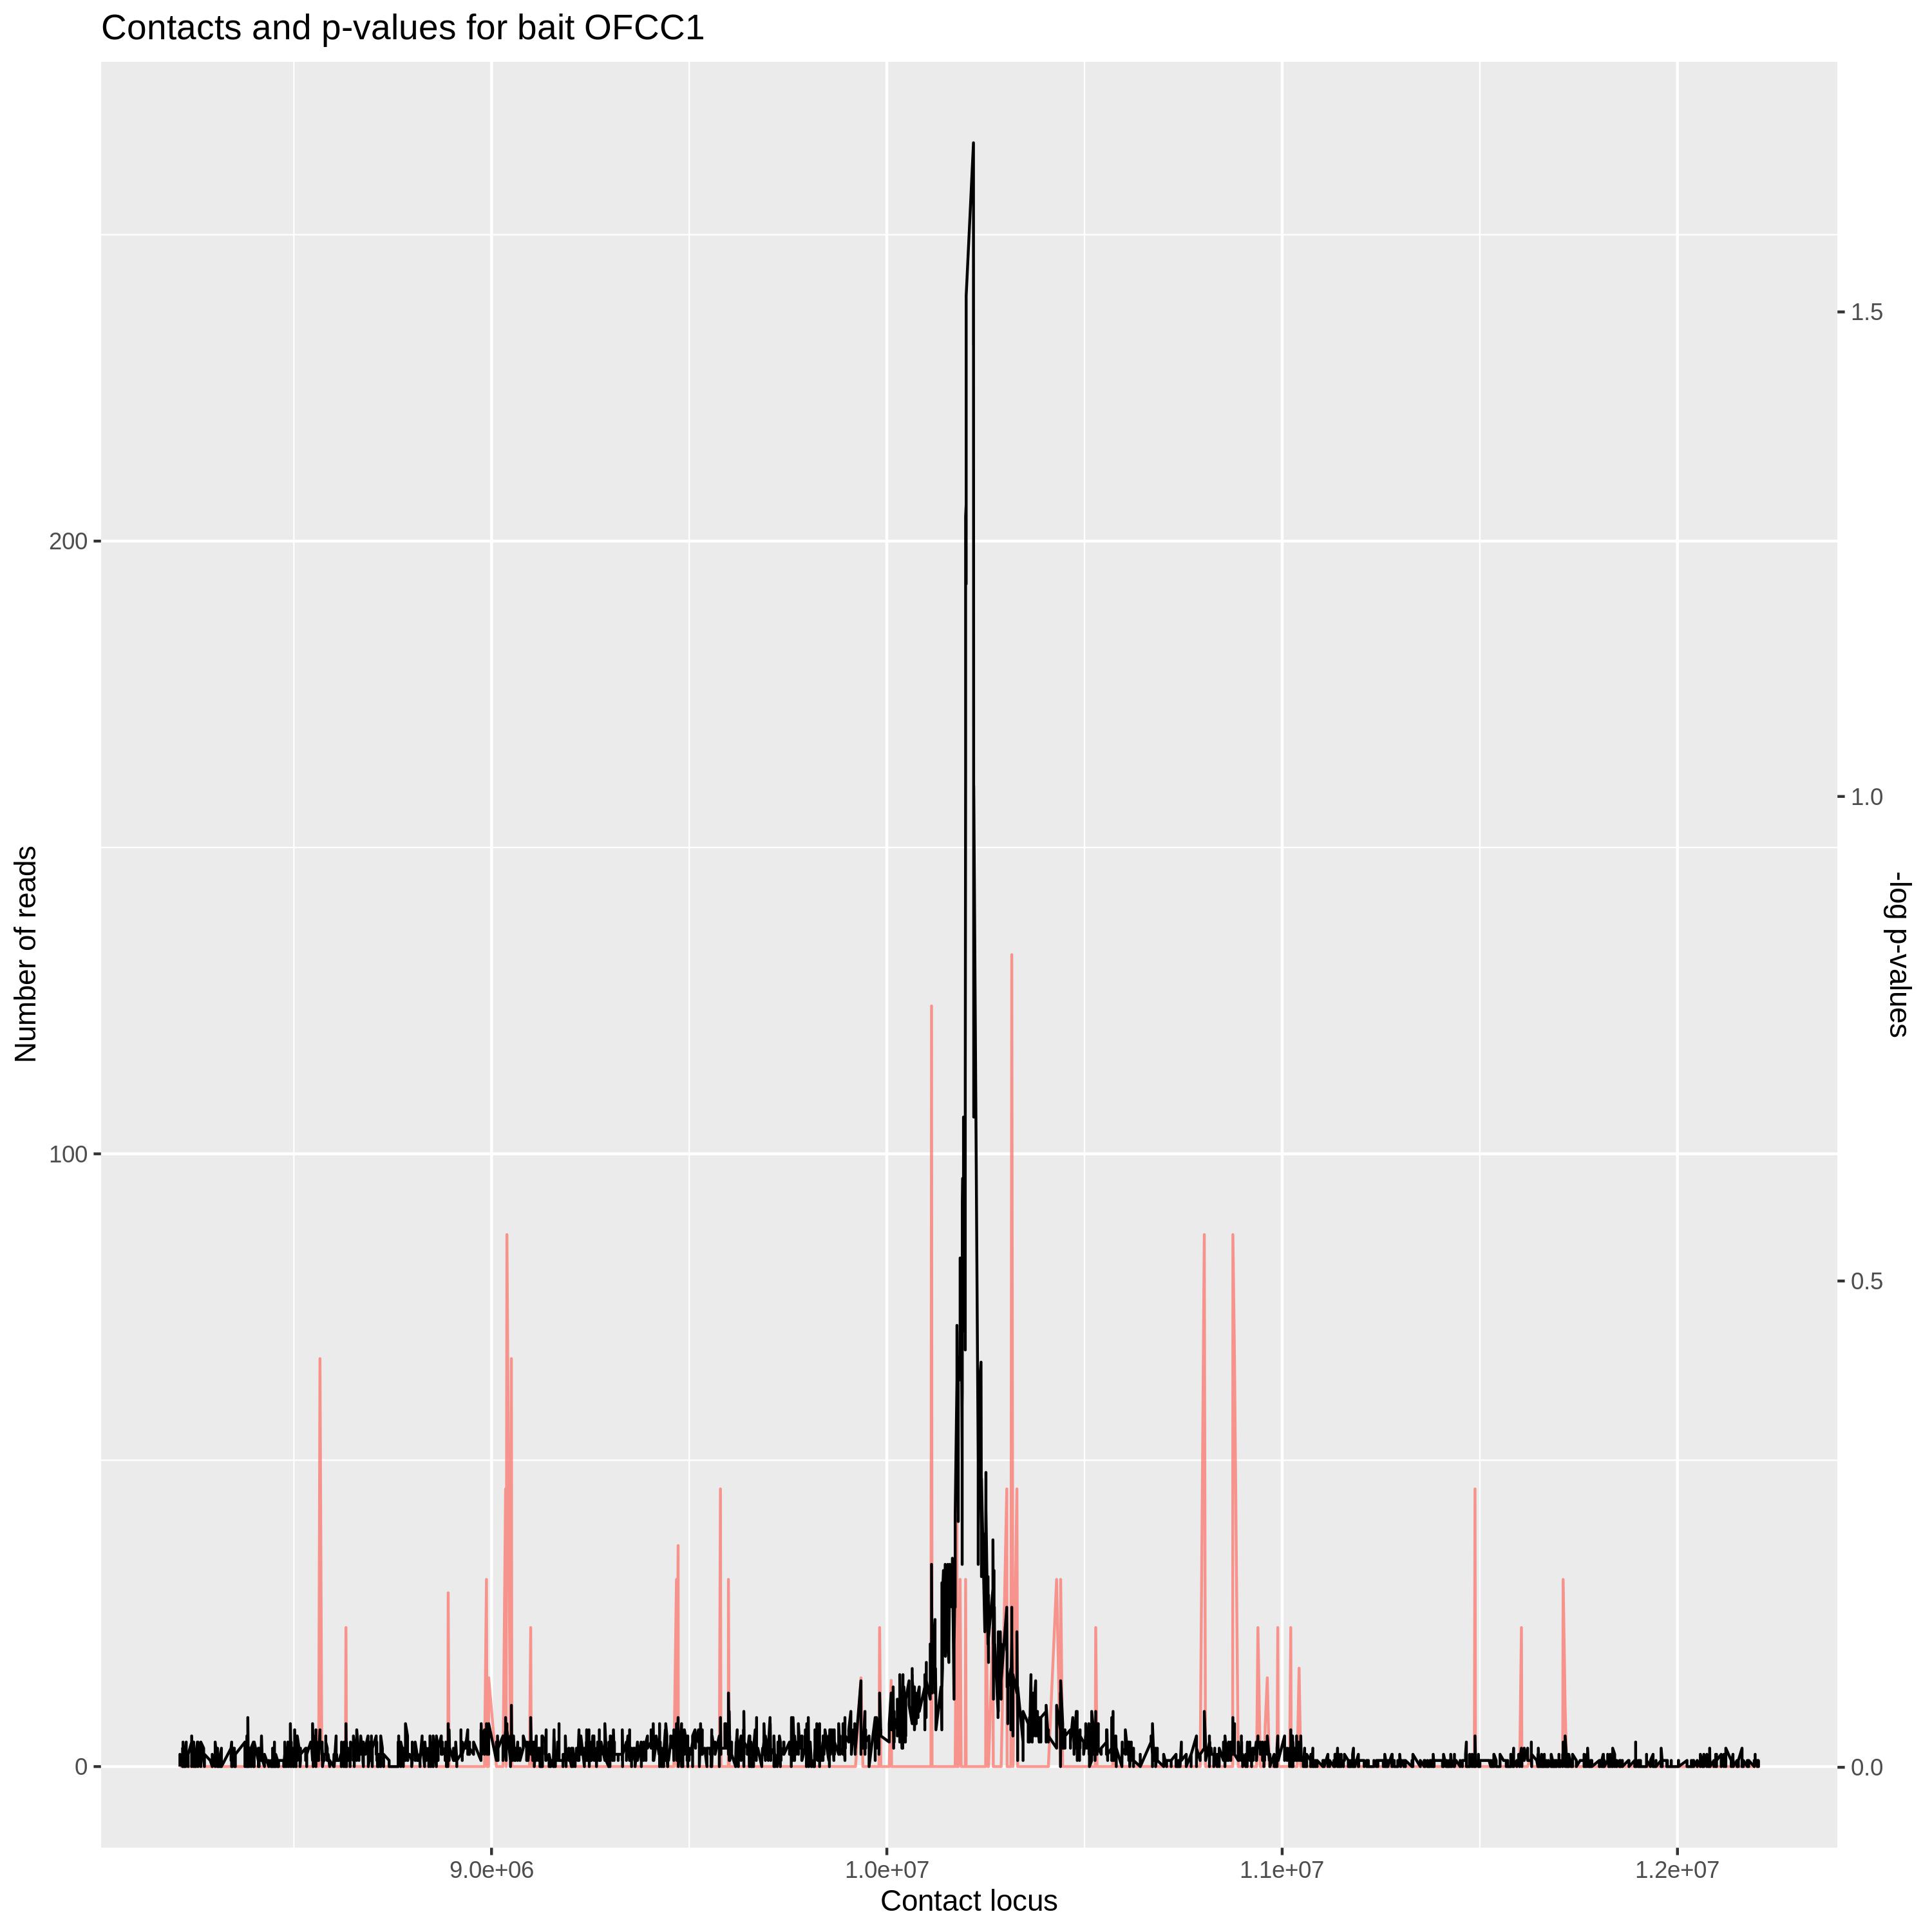 Contacts and p-values for bait OFCC1
Number of reads
200
100
0
1.5
1.0
0.5
0.0
-log p-values
9.0e+06
1.0e+07
1.1e+07
1.2e+07
Contact locus